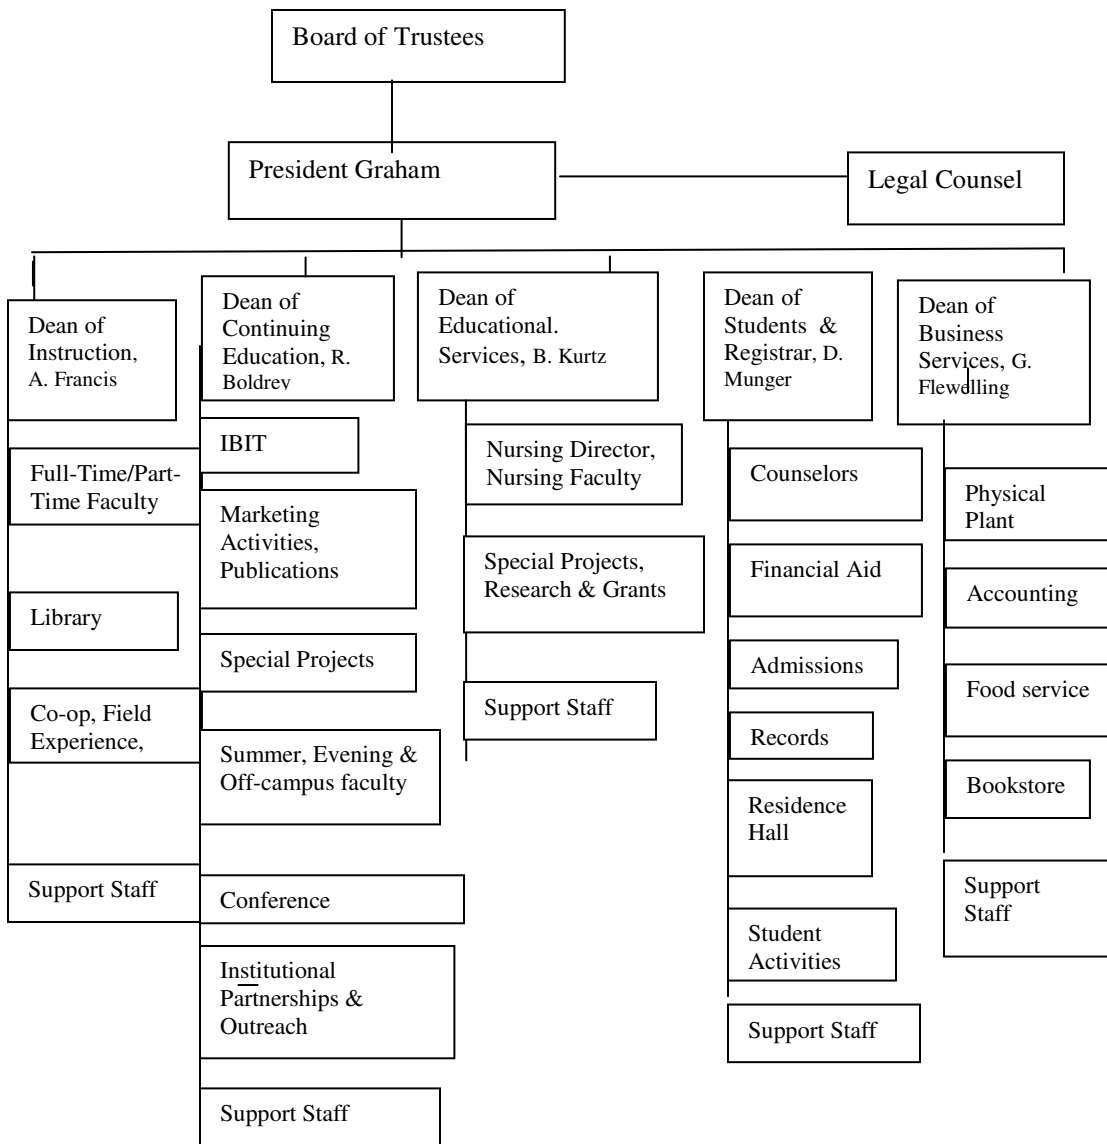 Board of Trustees
President Graham
Legal Counsel
Dean of
Instruction,
A. Francis
Full-Time/Part-
Time Faculty
Library
Co-op, Field
Experience,
Support Staff
Dean of
Continuing
Education, R.
Boldrev
IBIT
Marketing
Activities,
Publications
Special Projects
Summer, Evening &
Off-campus faculty
Conference
Institutional
Partnerships &
Outreach
Support Staff
Dean of
Educational.
Services, B. Kurtz
Nursing Director,
Nursing Faculty
Special Projects,
Research & Grants
Support Staff
Dean of
Students &
Registrar, D.
Munger
Counselors
Financial Aid
Admissions
Records
Residence
Hall
Student
Activities
Support Staff
Dean of
Business
Services, G.
Flewelling
Physical
Plant
Accounting
Food service
Bookstore
Support
Staff